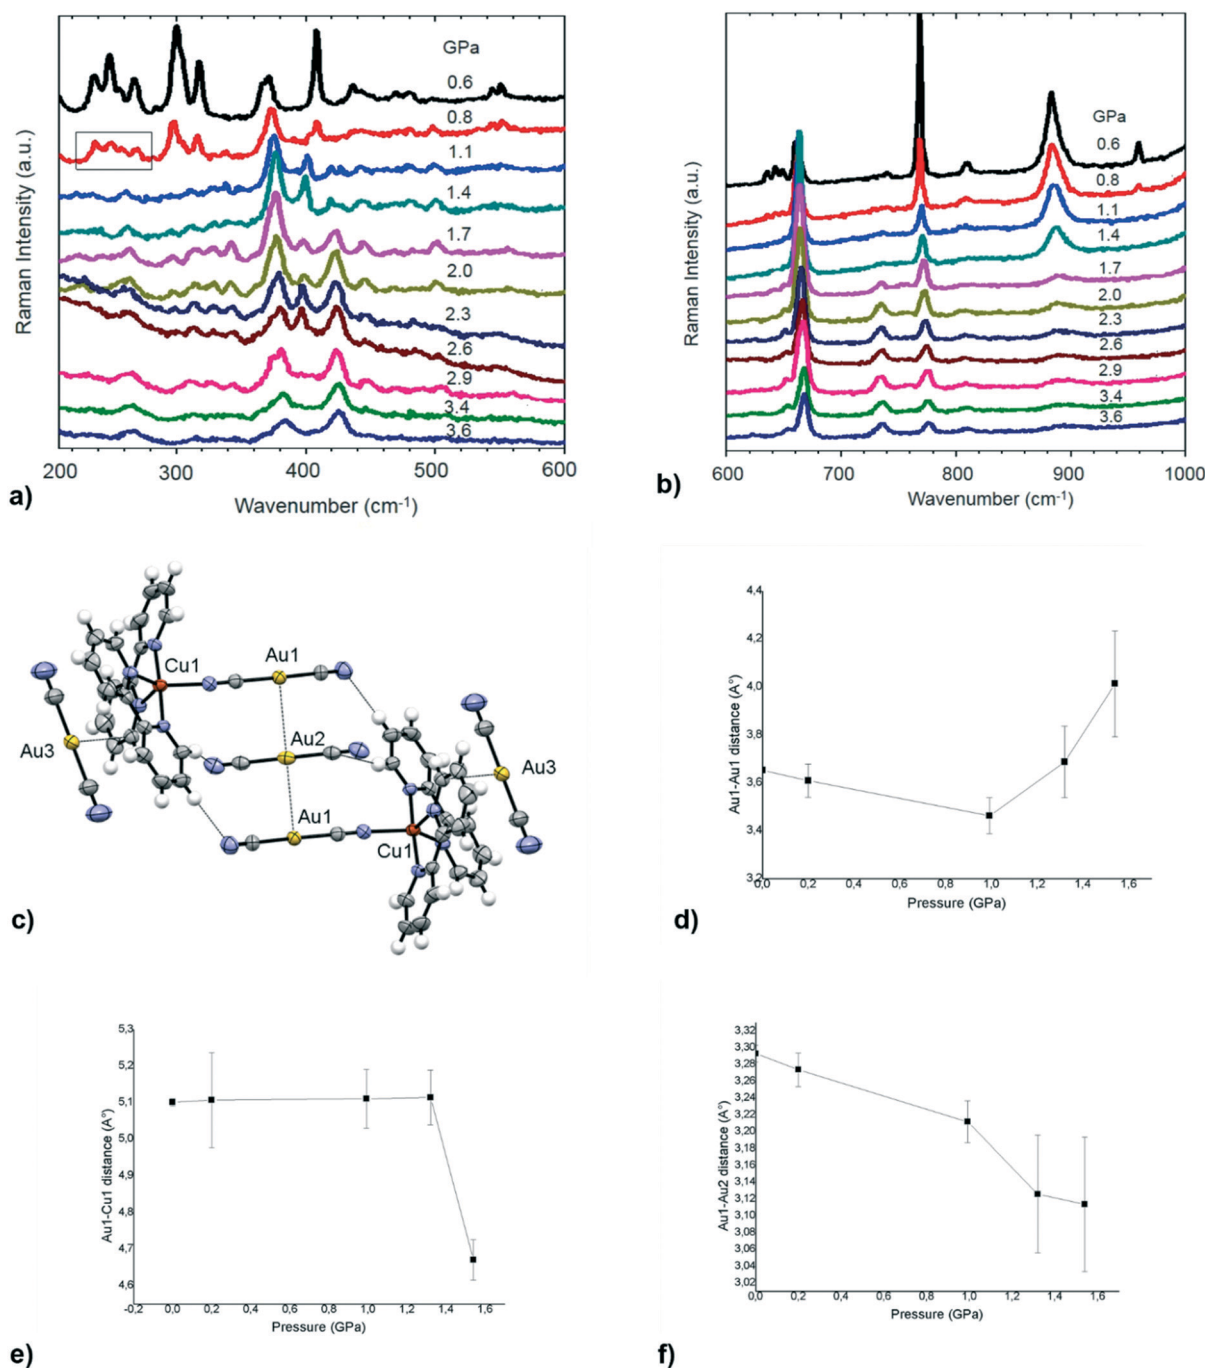 GPa
0.6
0.8
1.1
1.4
1.7
2.0
2.3
2.6
2.9
3.4
3.6
Raman Intensity (a.u.)
200 300 400 500 600
Wavenumber (cm-1)
a)
GPa
0.6
0.8
1.1
1.4
1.7
2.0
2.3
2.6
2.9
3.4
3.6
Raman Intensity (a.u.)
600 700 800 900 1000
Wavenumber (cm-1)
b)
Cu1
Au1
Au3
Au2
Au3
Au1
Cu1
c)
4,4
4,2
4,0
3,8
3,6
3,4
3,2
Au1-Au1 distance (A°)
0,0 0,2 0,4 0,6 0,8 1,0 1,2 1,4 1,6
Pressure (GPa)
d)
5,3
5,2
5,1
5,0
4,9
4,8
4,7
4,6
Au1-Cu1 distance (A°)
-0,2 0,0 0,2 0,4 0,6 0,8 1,0 1,2 1,4 1,6
Pressure (GPa)
e)
3,32
3,30
3,28
3,26
3,24
3,22
3,20
3,18
3,16
3,14
3,12
3,10
3,08
3,06
3,04
3,02
Au1-Au2 distance (A°)
0,0 0,2 0,4 0,6 0,8 1,0 1,2 1,4 1,6
Pressure (GPa)
f)